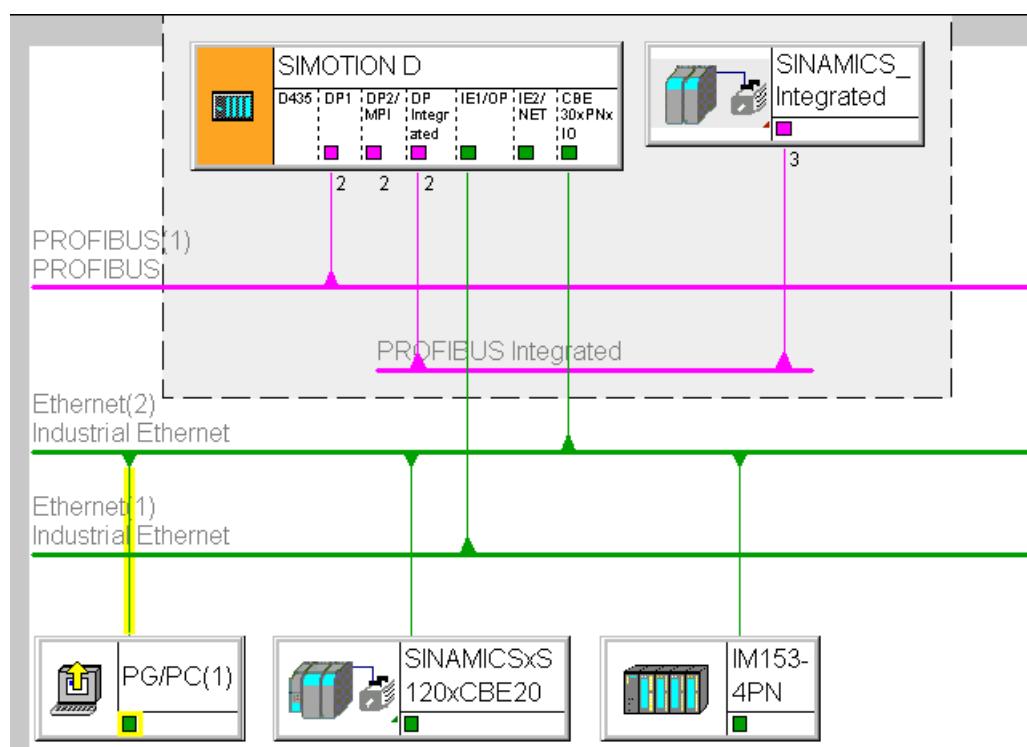 SIMOTION D
D435
DP1
DP2/
MPI
DP
Integr
ated
IE1/OP
IE2/
NET
CBE
30xPNx
IO
2
2
2
SINAMICS_
Integrated
3
PROFIBUS(1)
PROFIBUS
PROFIBUS Integrated
Ethernet(2)
Industrial Ethernet
Ethernet(1)
Industrial Ethernet
PG/PC(1)
SINAMICSxS
120xCBE20
IM153-
4PN